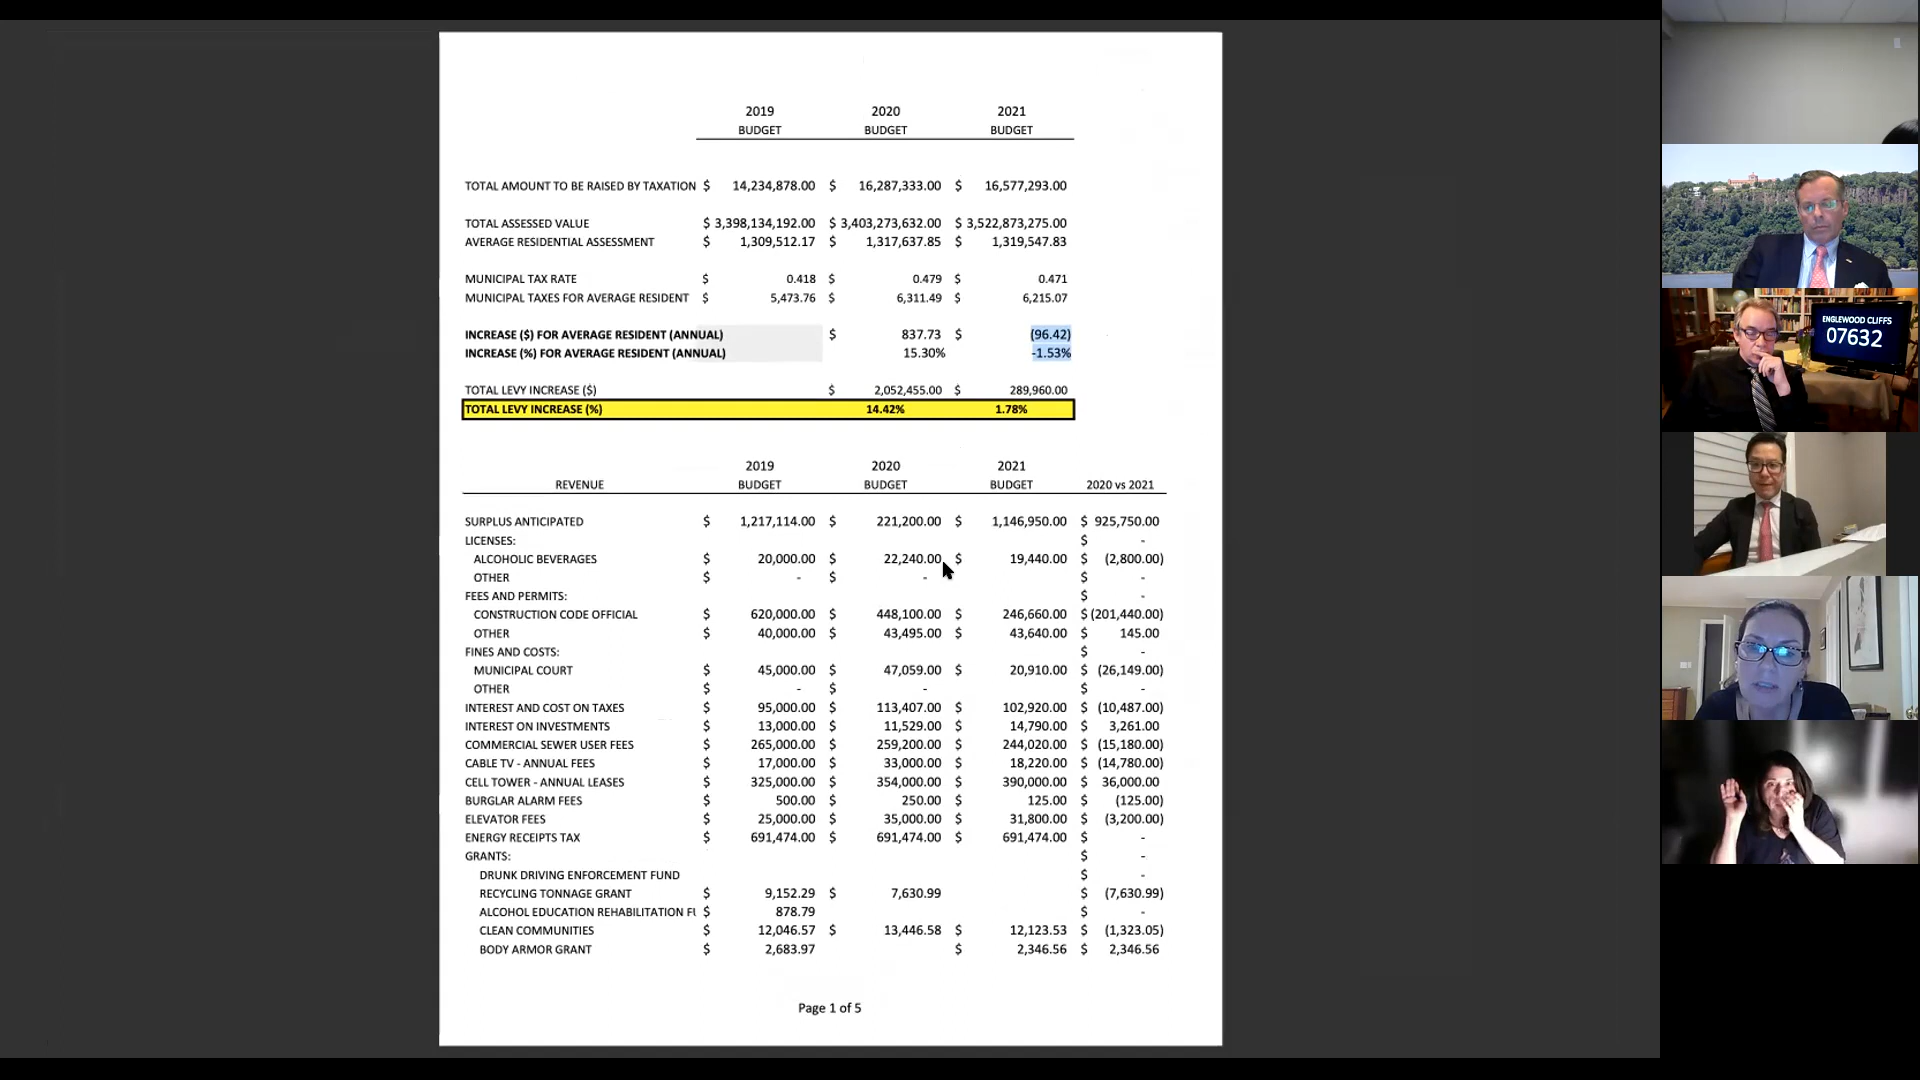 2019 2020 2021
BUDGET BUDGET BUDGET
TOTAL AMOUNT TO BE RAISED BY TAXATION $ 14,234,878.00 $ 16,287,333.00 $ 16,577,293.00
TOTAL ASSESSED VALUE $ 3,398,134,192.00 $ 3,403,273,632.00 $ 3,522,873,275.00
AVERAGE RESIDENTIAL ASSESSMENT $ 1,309,512.17 $ 1,317,637.85 $ 1,319,547.83
MUNICIPAL TAX RATE $ 0.418 $ 0.479 $ 0.471
MUNICIPAL TAXES FOR AVERAGE RESIDENT $ 5,473.76 $ 6,311.49 $ 6,215.07
INCREASE ($) FOR AVERAGE RESIDENT (ANNUAL) $ 837.73 $ (96.42)
INCREASE (%) FOR AVERAGE RESIDENT (ANNUAL) 15.30% -1.53%
TOTAL LEVY INCREASE ($) $ 2,052,455.00 $ 289,960.00
TOTAL LEVY INCREASE (%) 14.42% 1.78%
2019 2020 2021
REVENUE BUDGET BUDGET BUDGET 2020 vs 2021
SURPLUS ANTICIPATED $ 1,217,114.00 $ 221,200.00 $ 1,146,950.00 $ 925,750.00
LICENSES: $ -
ALCOHOLIC BEVERAGES $ 20,000.00 $ 22,240.00 $ 19,440.00 $ (2,800.00)
OTHER $ - $ - $ -
FEES AND PERMITS: $ -
CONSTRUCTION CODE OFFICIAL $ 620,000.00 $ 448,100.00 $ 246,660.00 $ (201,440.00)
OTHER $ 40,000.00 $ 43,495.00 $ 43,640.00 $ 145.00
FINES AND COSTS: $ -
MUNICIPAL COURT $ 45,000.00 $ 47,059.00 $ 20,910.00 $ (26,149.00)
OTHER $ - $ - $ -
INTEREST AND COST ON TAXES $ 95,000.00 $ 113,407.00 $ 102,920.00 $ (10,487.00)
INTEREST ON INVESTMENTS $ 13,000.00 $ 11,529.00 $ 14,790.00 $ 3,261.00
COMMERCIAL SEWER USER FEES $ 265,000.00 $ 259,200.00 $ 244,020.00 $ (15,180.00)
CABLE TV - ANNUAL FEES $ 17,000.00 $ 33,000.00 $ 18,220.00 $ (14,780.00)
CELL TOWER - ANNUAL LEASES $ 325,000.00 $ 354,000.00 $ 390,000.00 $ 36,000.00
BURGLAR ALARM FEES $ 500.00 $ 250.00 $ 125.00 $ (125.00)
ELEVATOR FEES $ 25,000.00 $ 35,000.00 $ 31,800.00 $ (3,200.00)
ENERGY RECEIPTS TAX $ 691,474.00 $ 691,474.00 $ 691,474.00 $ -
GRANTS: $ -
DRUNK DRIVING ENFORCEMENT FUND $ -
RECYCLING TONNAGE GRANT $ 9,152.29 $ 7,630.99 $ (7,630.99)
ALCOHOL EDUCATION REHABILITATION FU $ 878.79 $ -
CLEAN COMMUNITIES $ 12,046.57 $ 13,446.58 $ 12,123.53 $ (1,323.05)
BODY ARMOR GRANT $ 2,683.97 $ 2,346.56 $ 2,346.56
Page 1 of 5
ENGLEWOOD CLIFFS
07632